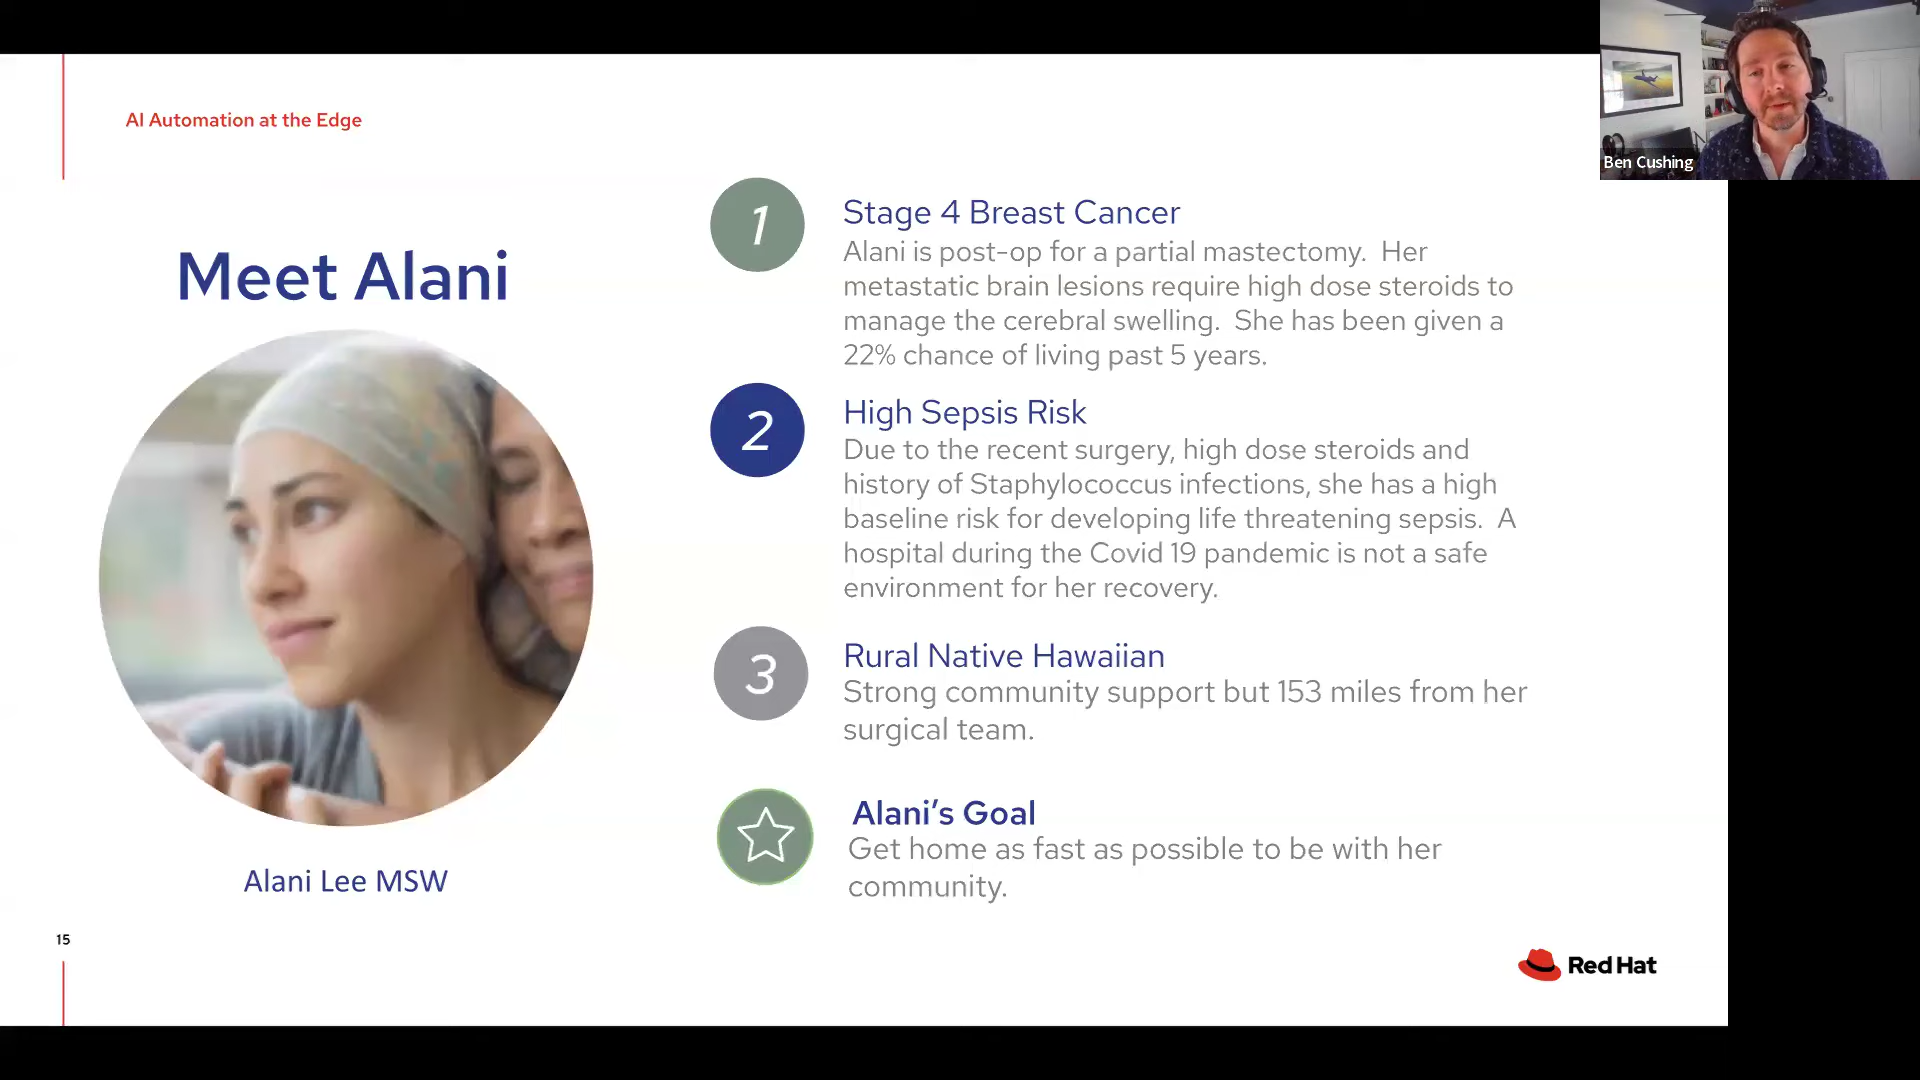 AI Automation at the Edge
Ben Cushing
Meet Alani
Alani Lee MSW
1
Stage 4 Breast Cancer
Alani is post-op for a partial mastectomy.  Her
metastatic brain lesions require high dose steroids to
manage the cerebral swelling.  She has been given a
22% chance of living past 5 years.
2
High Sepsis Risk
Due to the recent surgery, high dose steroids and
history of Staphylococcus infections, she has a high
baseline risk for developing life threatening sepsis.  A
hospital during the Covid 19 pandemic is not a safe
environment for her recovery.
3
Rural Native Hawaiian
Strong community support but 153 miles from her
surgical team.
Alani’s Goal
Get home as fast as possible to be with her
community.
15
Red Hat